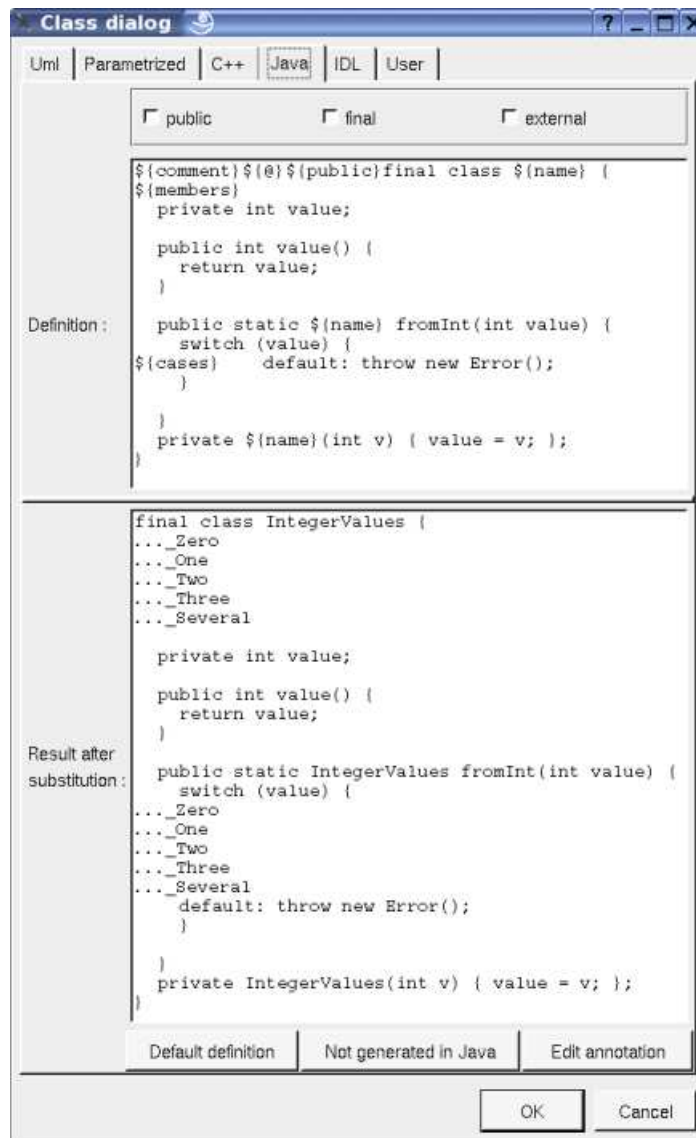 Class dialog
Uml Parametrized C++ Java IDL User
public final external
Definition :
${comment}${@}${public}final class ${name} {
${members}
  private int value;
  public int value() {
    return value;
  }
  public static ${name} fromInt(int value) {
    switch (value) {
${cases}    default: throw new Error();
    }
  }
  private ${name}(int v) { value = v; };
}
Result after
substitution :
final class IntegerValues {
..._Zero
..._One
..._Two
..._Three
..._Several
  private int value;
  public int value() {
    return value;
  }
  public static IntegerValues fromInt(int value) {
    switch (value) {
..._Zero
..._One
..._Two
..._Three
..._Several
    default: throw new Error();
    }
  }
  private IntegerValues(int v) { value = v; };
}
Default definition Not generated in Java Edit annotation
OK Cancel